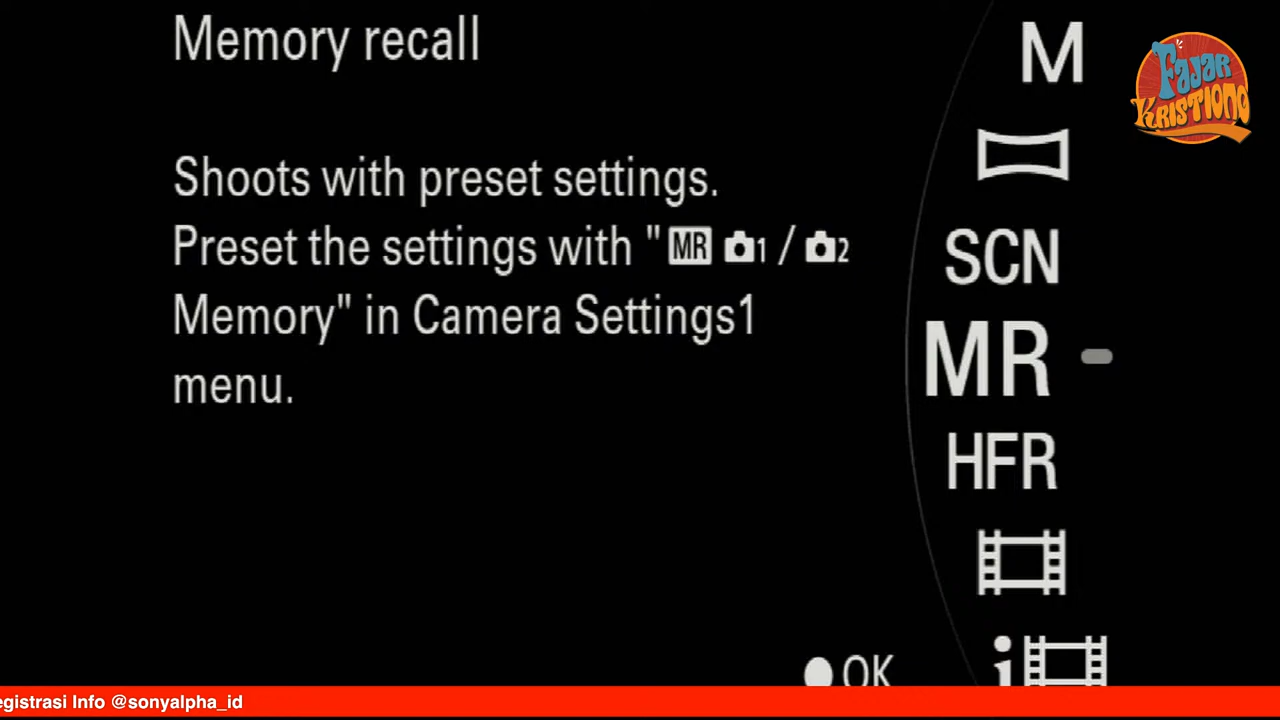 Memory recall
Shoots with preset settings.
Preset the settings with "MR 1 / 2
Memory" in Camera Settings1
menu.
M
SCN
MR
HFR
i
OK
FAJAR
KRISTIONO
egistrasi Info @sonyalpha_id